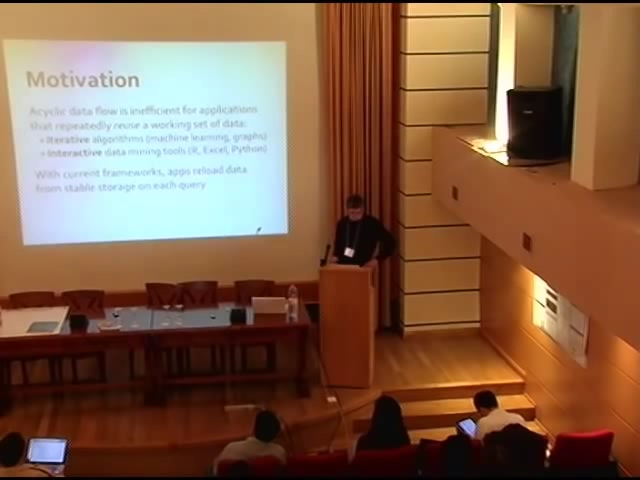 Motivation
Acyclic data flow is inefficient for applications
that repeatedly reuse a working set of data:
• Iterative algorithms (machine learning, graphs)
• Interactive data mining tools (R, Excel, Python)
With current frameworks, apps reload data
from stable storage on each query